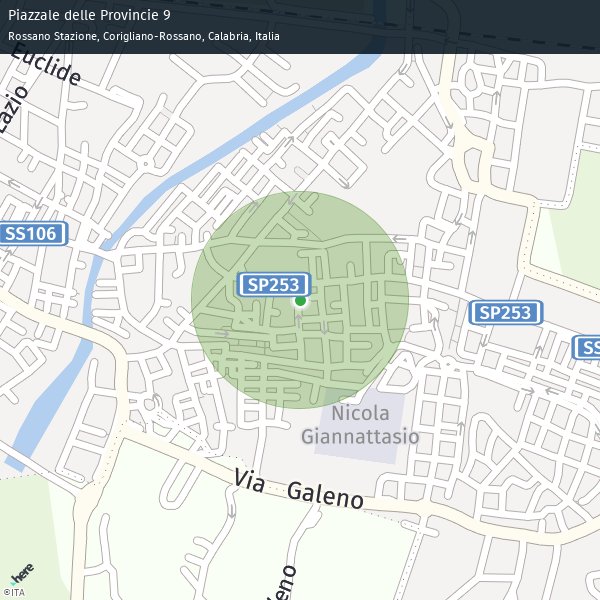 Piazzale delle Provincie 9
Rossano Stazione, Corigliano-Rossano, Calabria, Italia
Euclide
Lazio
SS106
SP253
SP253
SS
Nicola
Giannattasio
Via Galeno
leno
here
©ITA